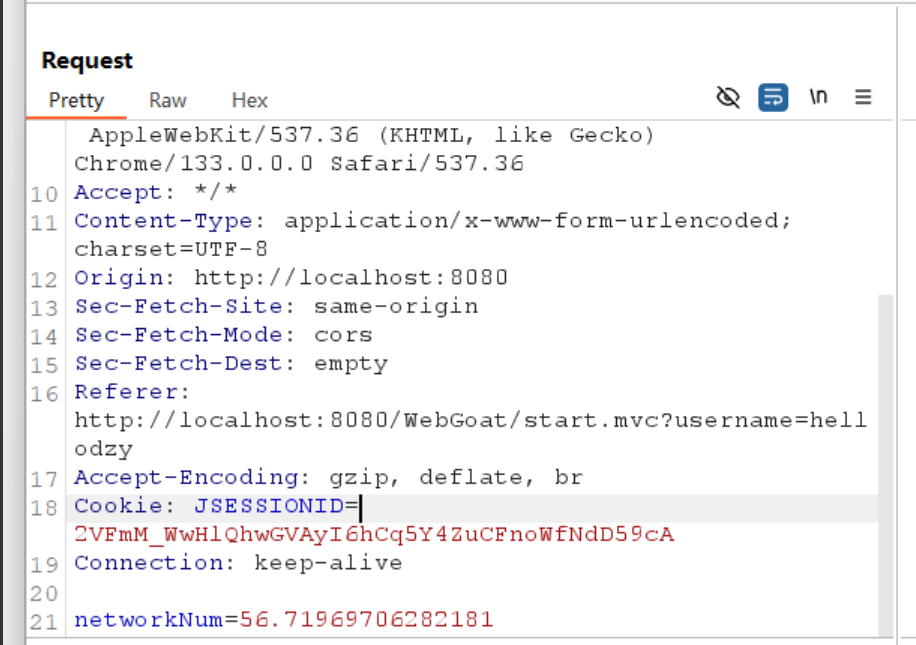 Request
Pretty Raw Hex \n
AppleWebKit/537.36 (KHTML, like Gecko)
Chrome/133.0.0.0 Safari/537.36
10 Accept: */*
11 Content-Type: application/x-www-form-urlencoded;
charset=UTF-8
12 Origin: http://localhost:8080
13 Sec-Fetch-Site: same-origin
14 Sec-Fetch-Mode: cors
15 Sec-Fetch-Dest: empty
16 Referer:
http://localhost:8080/WebGoat/start.mvc?username=hell
odzy
17 Accept-Encoding: gzip, deflate, br
18 Cookie: JSESSIONID=
2VFmM_WwHlQhwGVAyI6hCq5Y4ZuCFnoWfNdD59cA
19 Connection: keep-alive
20
21 networkNum=56.71969706282181